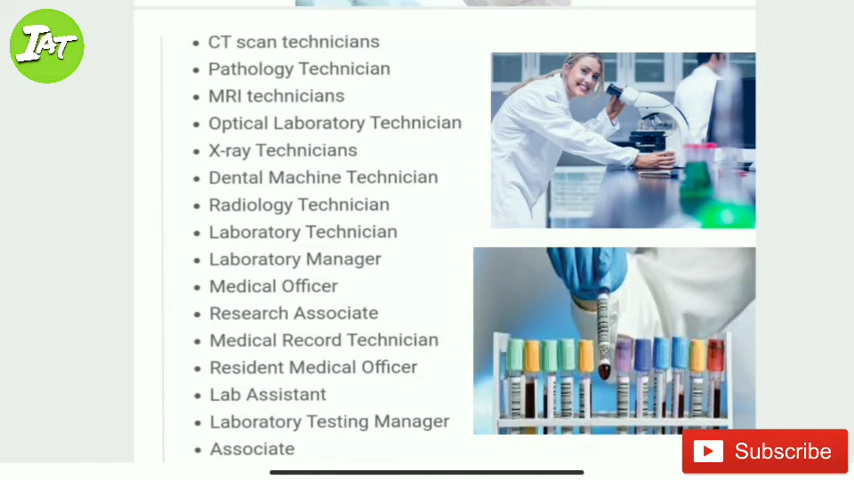 IAT
CT scan technicians
Pathology Technician
MRI technicians
Optical Laboratory Technician
X-ray Technicians
Dental Machine Technician
Radiology Technician
Laboratory Technician
Laboratory Manager
Medical Officer
Research Associate
Medical Record Technician
Resident Medical Officer
Lab Assistant
Laboratory Testing Manager
Associate
Subscribe